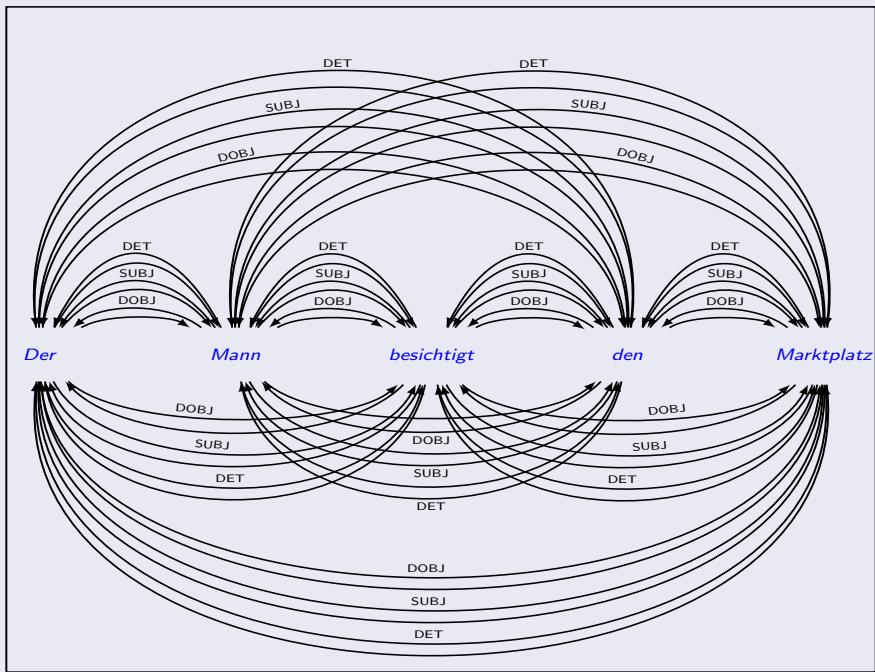 DET DET
SUBJ SUBJ
DOBJ DOBJ
DET DET DET DET
SUBJ SUBJ SUBJ SUBJ
DOBJ DOBJ DOBJ DOBJ
Der Mann besichtigt den Marktplatz
DOBJ DOBJ DOBJ
SUBJ SUBJ SUBJ
DET DET DET
DOBJ
SUBJ
DET